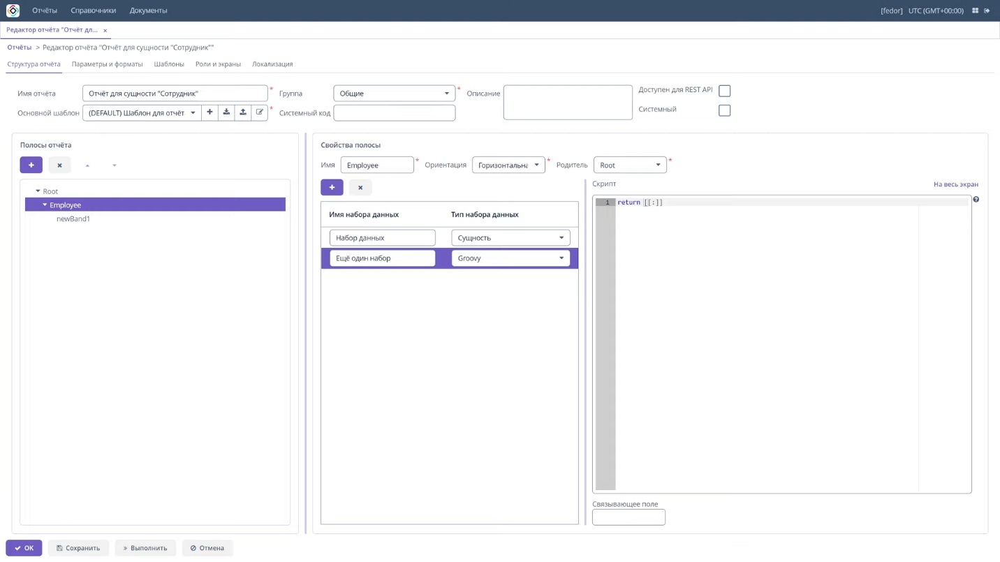 Отчёты Справочники Документы [fedor] UTC (GMT+00:00)
Редактор отчёта "Отчёт дл... ×
Отчёты > Редактор отчёта "Отчёт для сущности "Сотрудник""
Структура отчёта Параметры и форматы Шаблоны Роли и экраны Локализация
Имя отчёта Отчёт для сущности "Сотрудник" * Группа Общие * Описание Доступен для REST API
Основной шаблон (DEFAULT) Шаблон для отчёт * Системный код Системный
Полосы отчёта
Root
Employee
newBand1
Свойства полосы
Имя Employee * Ориентация Горизонтальна * Родитель Root *
Имя набора данных Тип набора данных
Набор данных Сущность
Ещё один набор Groovy
Скрипт На весь экран
1 return [[:]]
Связывающее поле
OK Сохранить Выполнить Отмена